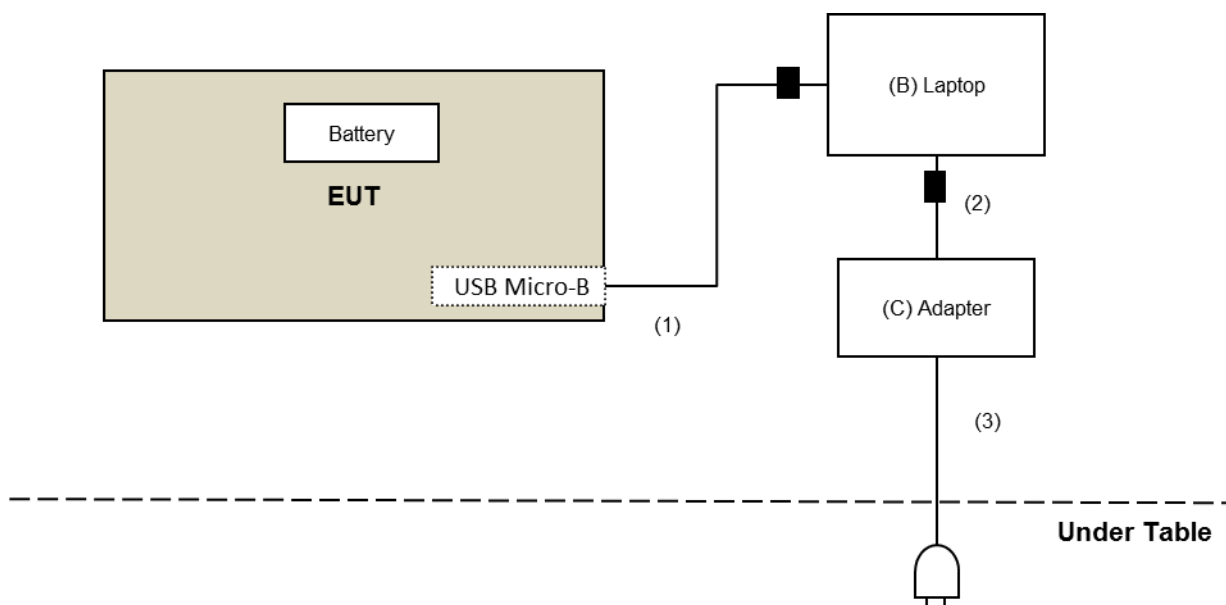 (B) Laptop
Battery
EUT
(2)
USB Micro-B
(C) Adapter
(1)
(3)
Under Table